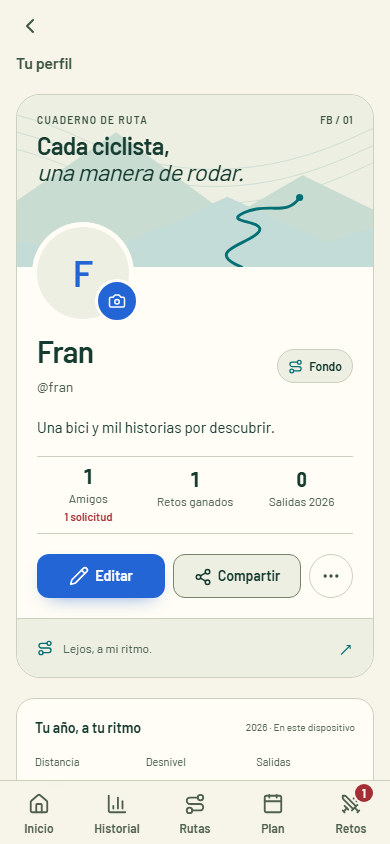 Tu perfil
CUADERNO DE RUTA
FB / 01
Cada ciclista,
una manera de rodar.
F
Fran
@fran
Fondo
Una bici y mil historias por descubrir.
1
Amigos
1 solicitud
1
Retos ganados
0
Salidas 2026
Editar
Compartir
Lejos, a mi ritmo.
Tu año, a tu ritmo
2026 · En este dispositivo
Distancia
Desnivel
Salidas
Inicio
Historial
Rutas
Plan
1
Retos